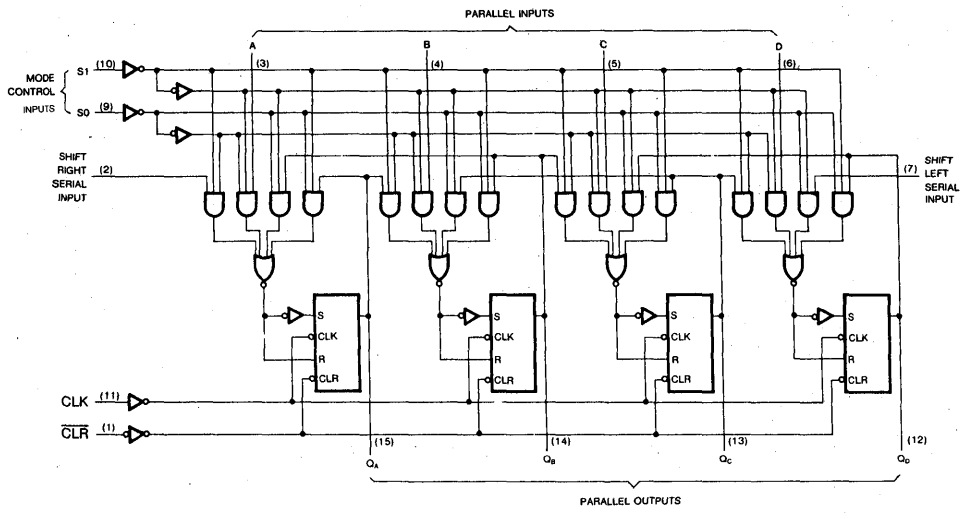 PARALLEL INPUTS
A B C D
(3) (4) (5) (6)
MODE
CONTROL
INPUTS
S1 (10)
S0 (9)
SHIFT
RIGHT
SERIAL
INPUT
(2)
(7)
SHIFT
LEFT
SERIAL
INPUT
S
CLK
R
CLR
S
CLK
R
CLR
S
CLK
R
CLR
S
CLK
R
CLR
CLK (11)
CLR (1)
(15) (14) (13) (12)
QA QB QC QD
PARALLEL OUTPUTS